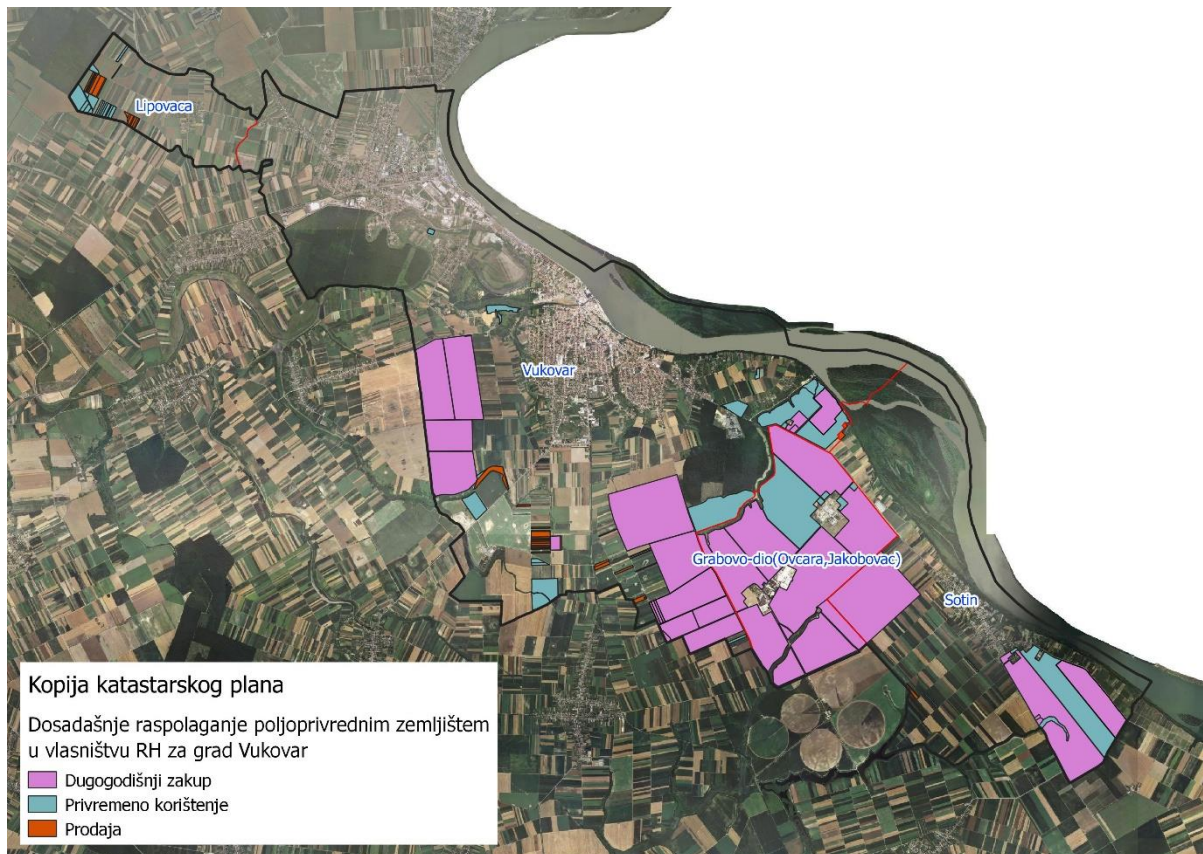 Lipovaca
Vukovar
Grabovo-dio(Ovcara,Jakobovac)
Sotin
Kopija katastarskog plana
Dosadašnje raspolaganje poljoprivrednim zemljištem
u vlasništvu RH za grad Vukovar
Dugogodišnji zakup
Privremeno korištenje
Prodaja